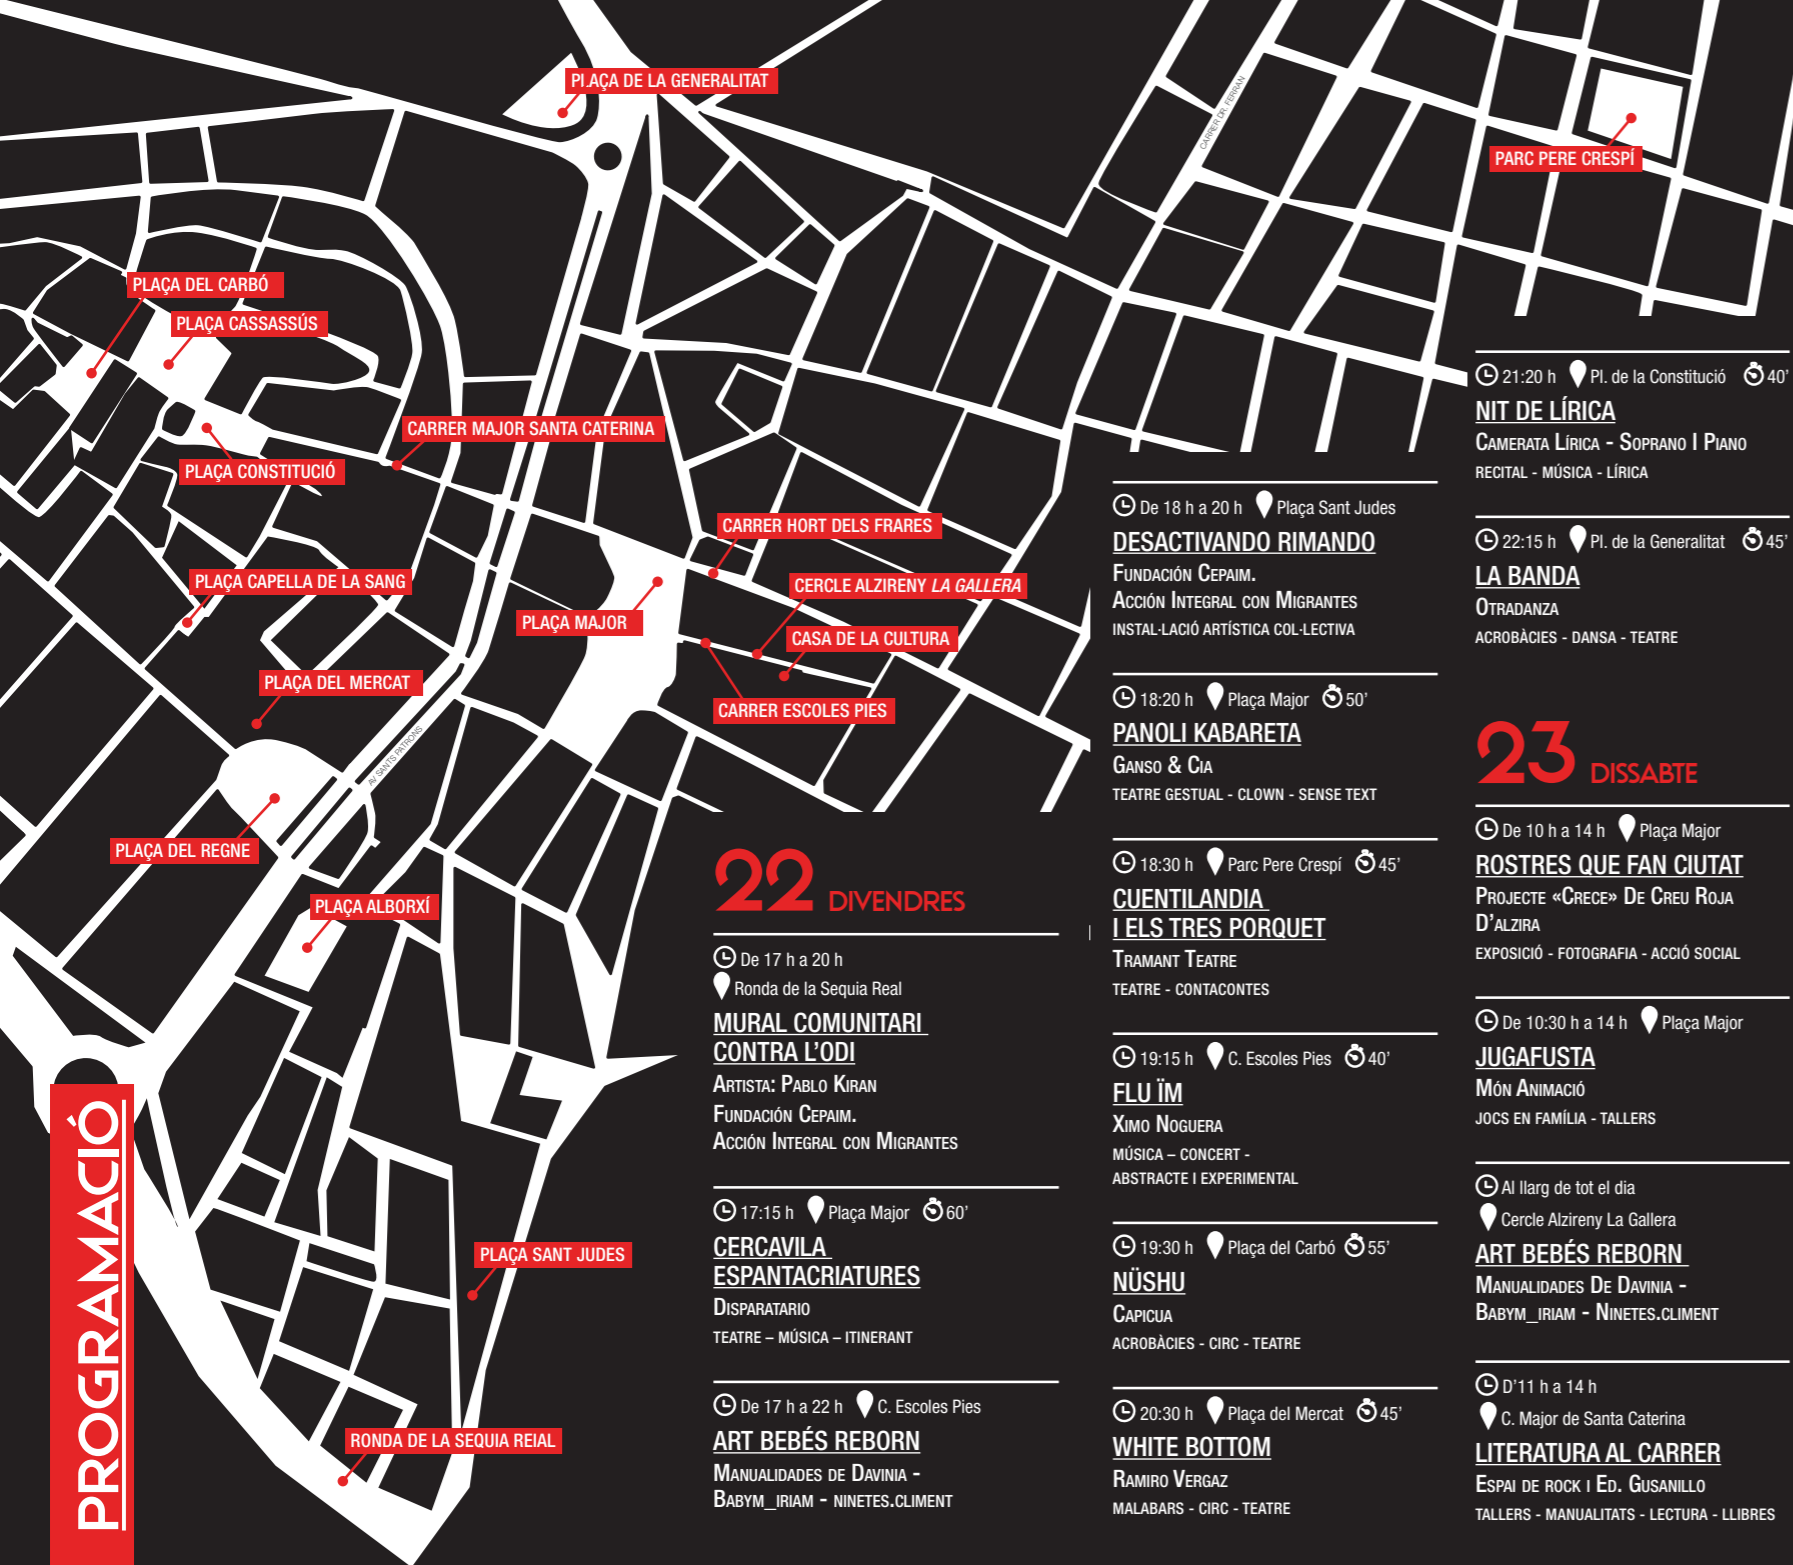 PLAÇA DE LA GENERALITAT
CARRER DR. FERRAN
PARC PERE CRESPÍ
PLAÇA DEL CARBÓ
PLAÇA CASSASSÚS
CARRER MAJOR SANTA CATERINA
PLAÇA CONSTITUCIÓ
CARRER HORT DELS FRARES
PLAÇA CAPELLA DE LA SANG
CERCLE ALZIRENY LA GALLERA
PLAÇA MAJOR
CASA DE LA CULTURA
PLAÇA DEL MERCAT
CARRER ESCOLES PIES
AV. SANTS PATRONS
PLAÇA DEL REGNE
PLAÇA ALBORXÍ
PLAÇA SANT JUDES
RONDA DE LA SEQUIA REIAL
PROGRAMACIÓ
22 DIVENDRES
De 17 h a 20 h
Ronda de la Sequia Real
MURAL COMUNITARI
CONTRA L’ODI
ARTISTA: PABLO KIRAN
FUNDACIÓN CEPAIM.
ACCIÓN INTEGRAL CON MIGRANTES
17:15 h Plaça Major 60’
CERCAVILA
ESPANTACRIATURES
DISPARATARIO
TEATRE – MÚSICA – ITINERANT
De 17 h a 22 h C. Escoles Pies
ART BEBÉS REBORN
MANUALIDADES DE DAVINIA -
BABYM_IRIAM - NINETES.CLIMENT
De 18 h a 20 h Plaça Sant Judes
DESACTIVANDO RIMANDO
FUNDACIÓN CEPAIM.
ACCIÓN INTEGRAL CON MIGRANTES
INSTAL·LACIÓ ARTÍSTICA COL·LECTIVA
18:20 h Plaça Major 50’
PANOLI KABARETA
GANSO & CIA
TEATRE GESTUAL - CLOWN - SENSE TEXT
18:30 h Parc Pere Crespí 45’
CUENTILANDIA
I ELS TRES PORQUET
TRAMANT TEATRE
TEATRE - CONTACONTES
19:15 h C. Escoles Pies 40’
FLU ÏM
XIMO NOGUERA
MÚSICA – CONCERT -
ABSTRACTE I EXPERIMENTAL
19:30 h Plaça del Carbó 55’
NÜSHU
CAPICUA
ACROBÀCIES - CIRC - TEATRE
20:30 h Plaça del Mercat 45’
WHITE BOTTOM
RAMIRO VERGAZ
MALABARS - CIRC - TEATRE
21:20 h Pl. de la Constitució 40’
NIT DE LÍRICA
CAMERATA LÍRICA - SOPRANO I PIANO
RECITAL - MÚSICA - LÍRICA
22:15 h Pl. de la Generalitat 45’
LA BANDA
OTRADANZA
ACROBÀCIES - DANSA - TEATRE
23 DISSABTE
De 10 h a 14 h Plaça Major
ROSTRES QUE FAN CIUTAT
PROJECTE «CRECE» DE CREU ROJA
D’ALZIRA
EXPOSICIÓ - FOTOGRAFIA - ACCIÓ SOCIAL
De 10:30 h a 14 h Plaça Major
JUGAFUSTA
MÓN ANIMACIÓ
JOCS EN FAMÍLIA - TALLERS
Al llarg de tot el dia
Cercle Alzireny La Gallera
ART BEBÉS REBORN
MANUALIDADES DE DAVINIA -
BABYM_IRIAM - NINETES.CLIMENT
D’11 h a 14 h
C. Major de Santa Caterina
LITERATURA AL CARRER
ESPAI DE ROCK I ED. GUSANILLO
TALLERS - MANUALITATS - LECTURA - LLIBRES